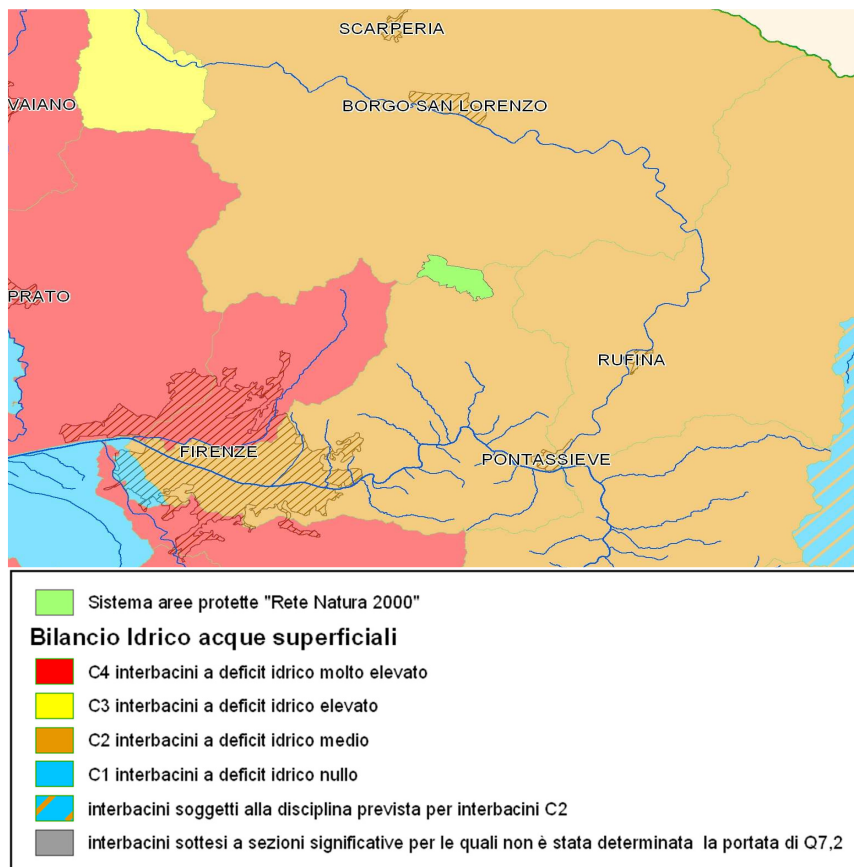 SCARPERIA
VAIANO
BORGO SAN LORENZO
PRATO
RUFINA
FIRENZE
PONTASSIEVE
Sistema aree protette "Rete Natura 2000"
Bilancio Idrico acque superficiali
C4 interbacini a deficit idrico molto elevato
C3 interbacini a deficit idrico elevato
C2 interbacini a deficit idrico medio
C1 interbacini a deficit idrico nullo
interbacini soggetti alla disciplina prevista per interbacini C2
interbacini sottesi a sezioni significative per le quali non è stata determinata la portata di Q7,2